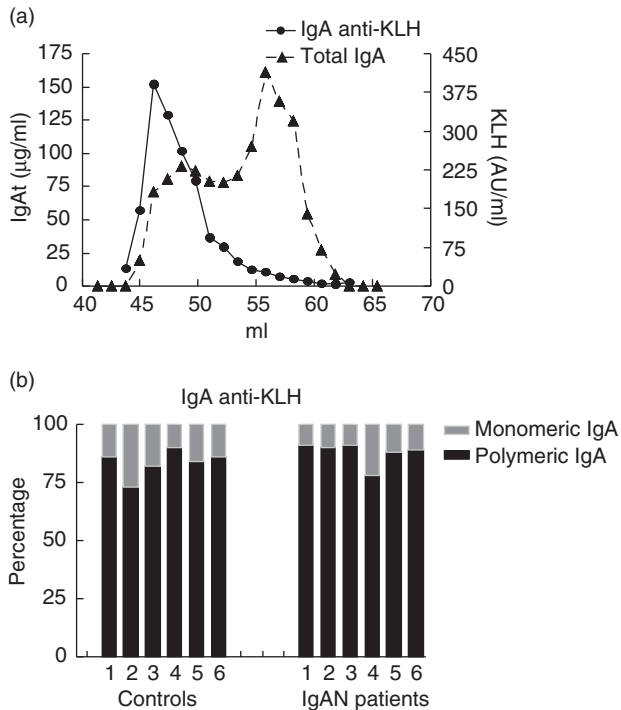 (a)
IgA anti-KLH
Total IgA
175
150
125
100
75
50
25
0
IgAt (µg/ml)
450
375
300
225
150
75
0
KLH (AU/ml)
40 45 50 55 60 65 70
ml
(b)
IgA anti-KLH
Monomeric IgA
Polymeric IgA
100
75
50
25
0
Percentage
1 2 3 4 5 6 1 2 3 4 5 6
Controls IgAN patients